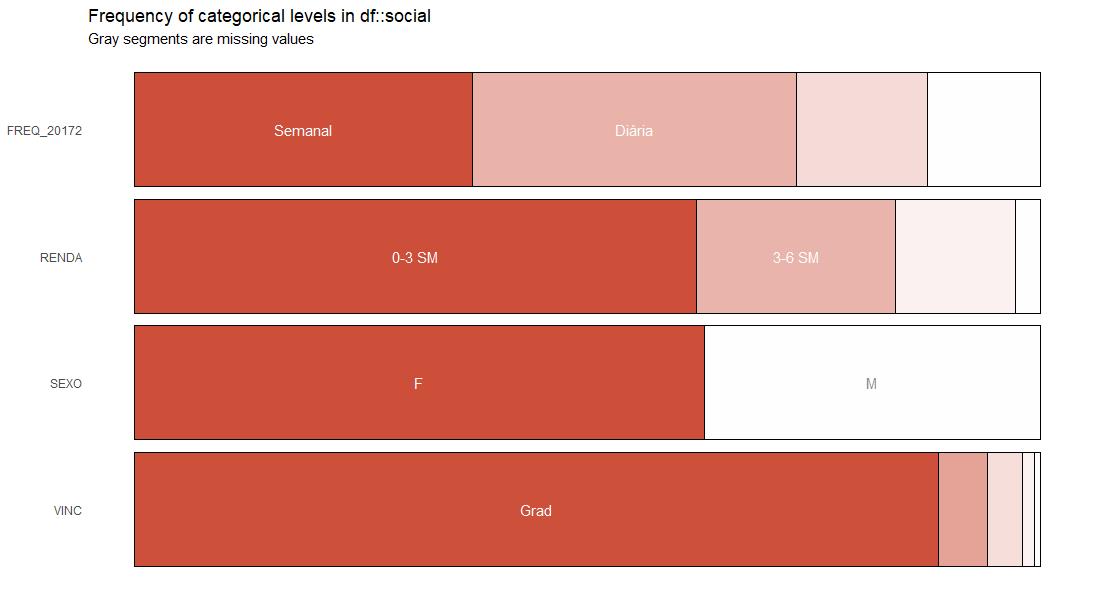 Frequency of categorical levels in df::social
Gray segments are missing values
FREQ_20172
Semanal
Diária
RENDA
0-3 SM
3-6 SM
SEXO
F
M
VINC
Grad